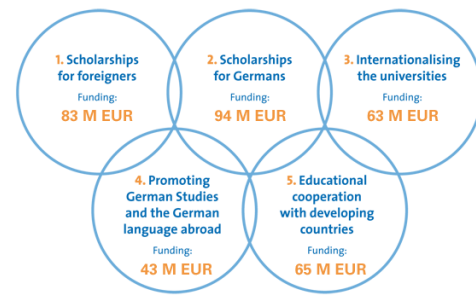 1. Scholarships
for foreigners
Funding:
83 M EUR
2. Scholarships
for Germans
Funding:
94 M EUR
3. Internationalising
the universities
Funding:
63 M EUR
4. Promoting
German Studies
and the German
language abroad
Funding:
43 M EUR
5. Educational
cooperation
with developing
countries
Funding:
65 M EUR